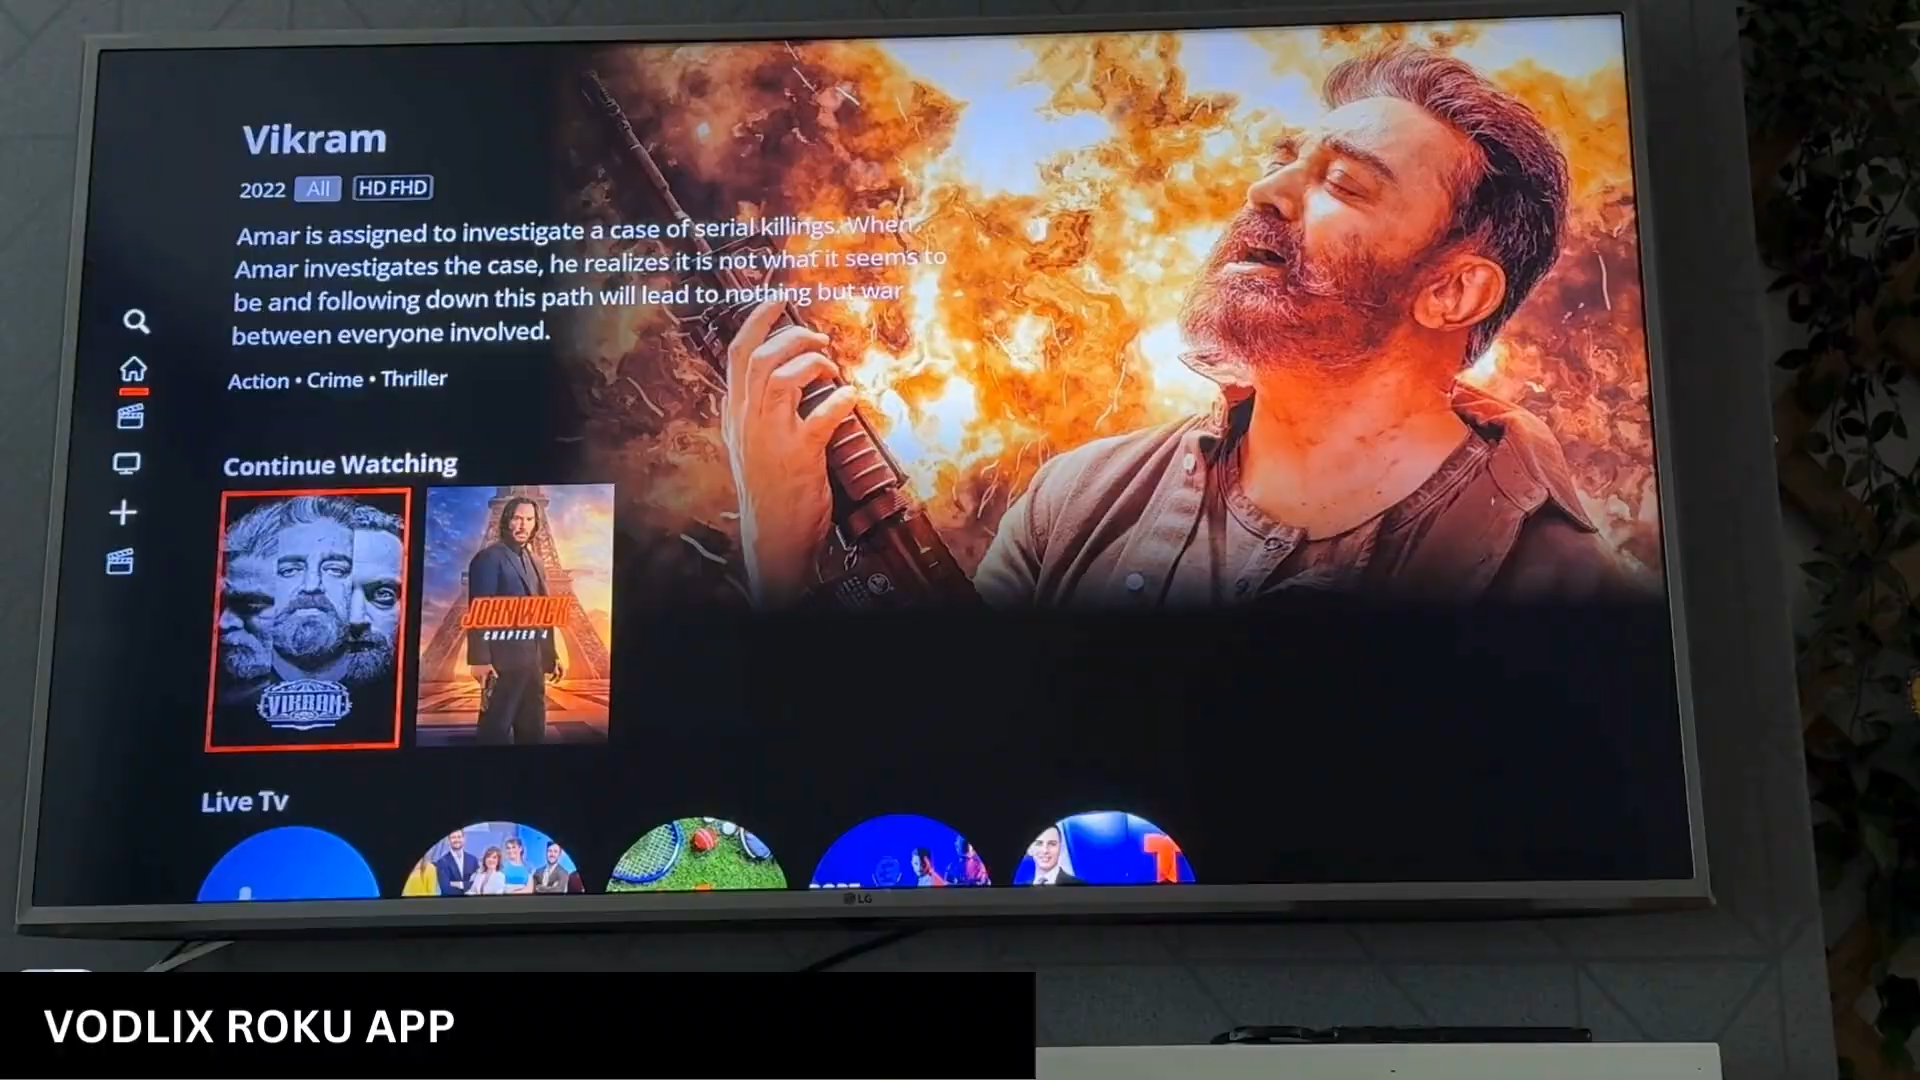 Vikram
2022 All HD FHD
Amar is assigned to investigate a case of serial killings. When
Amar investigates the case, he realizes it is not what it seems to
be and following down this path will lead to nothing but war
between everyone involved.
Action • Crime • Thriller
Continue Watching
VIKRAM
JOHN WICK
CHAPTER 4
Live Tv
T
LG
VODLIX ROKU APP